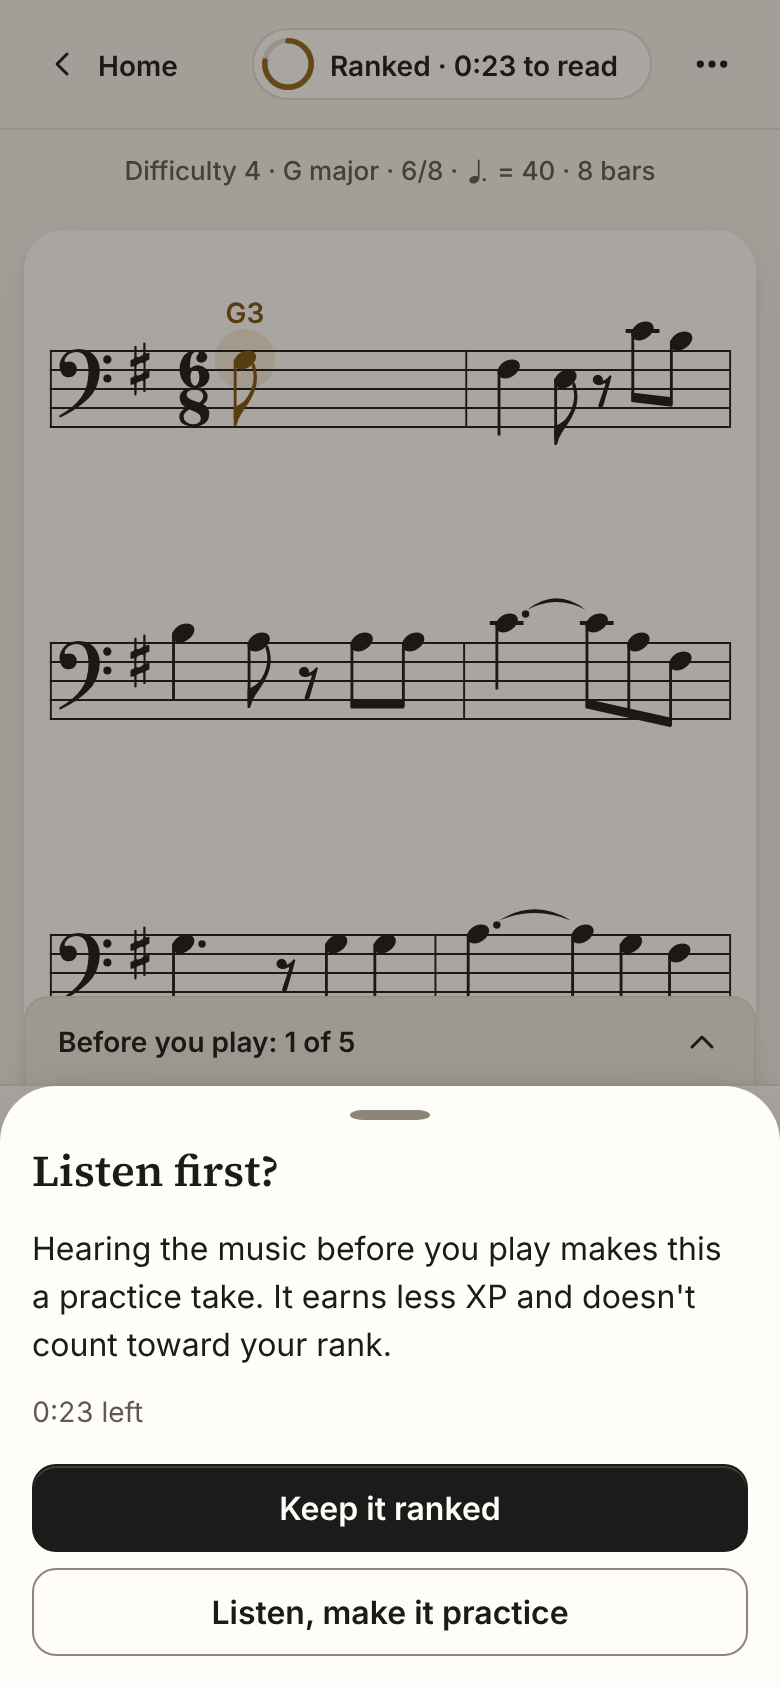 Home
Ranked · 0:23 to read
Difficulty 4 · G major · 6/8 · ♩. = 40 · 8 bars
G3
6
8
Before you play: 1 of 5
Listen first?
Hearing the music before you play makes this
a practice take. It earns less XP and doesn't
count toward your rank.
0:23 left
Keep it ranked
Listen, make it practice